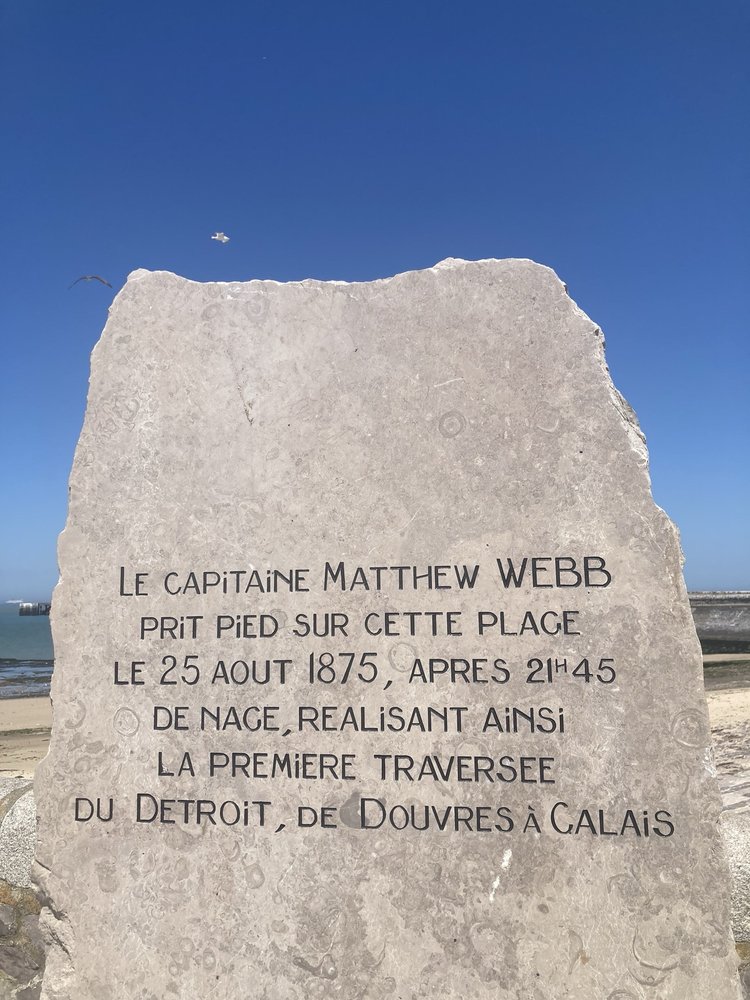 LE CAPiTAiNE MATTHEW WEBB
PRIT PiED SUR CETTE PLAGE
LE 25 AOUT 1875, APRES 21H45
DE NAGE, REALISANT AiNSi
LA PREMiERE TRAVERSEE
DU DETROiT, DE DOUVRES À CALAiS